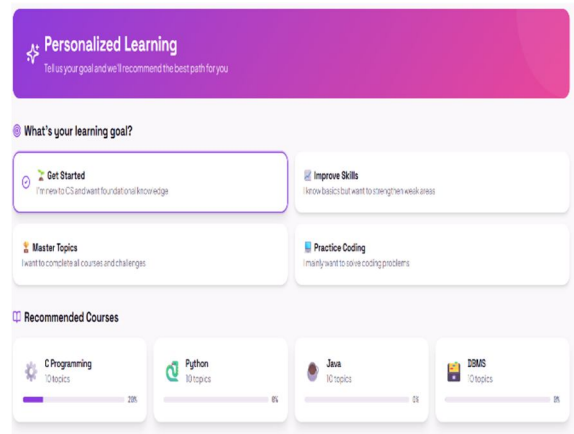 Personalized Learning
Tell us your goal and we'll recommend the best path for you
What's your learning goal?
Get Started
I'm new to CS and want foundational knowledge
Improve Skills
I know basics but want to strengthen weak areas
Master Topics
I want to complete all courses and challenges
Practice Coding
I mainly want to solve coding problems
Recommended Courses
C Programming
10 topics
20%
Python
10 topics
Java
10 topics
0%
DBMS
10 topics